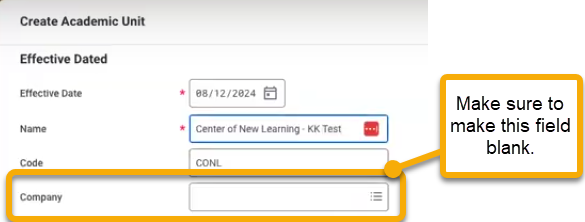 Create Academic Unit
Effective Dated
Effective Date * 08/12/2024
Name * Center of New Learning - KK Test
Code CONL
Company
Make sure to
make this field
blank.